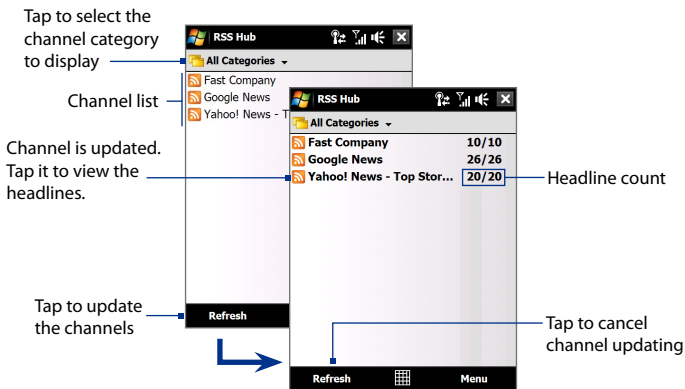 Tap to select the
channel category
to display
Channel list
Channel is updated.
Tap it to view the
headlines.
Tap to update
the channels
RSS Hub
All Categories
Fast Company
Google News
Yahoo! News - T
Refresh
RSS Hub
All Categories
Fast Company 10/10
Google News 26/26
Yahoo! News - Top Stor... 20/20
Refresh Menu
Headline count
Tap to cancel
channel updating